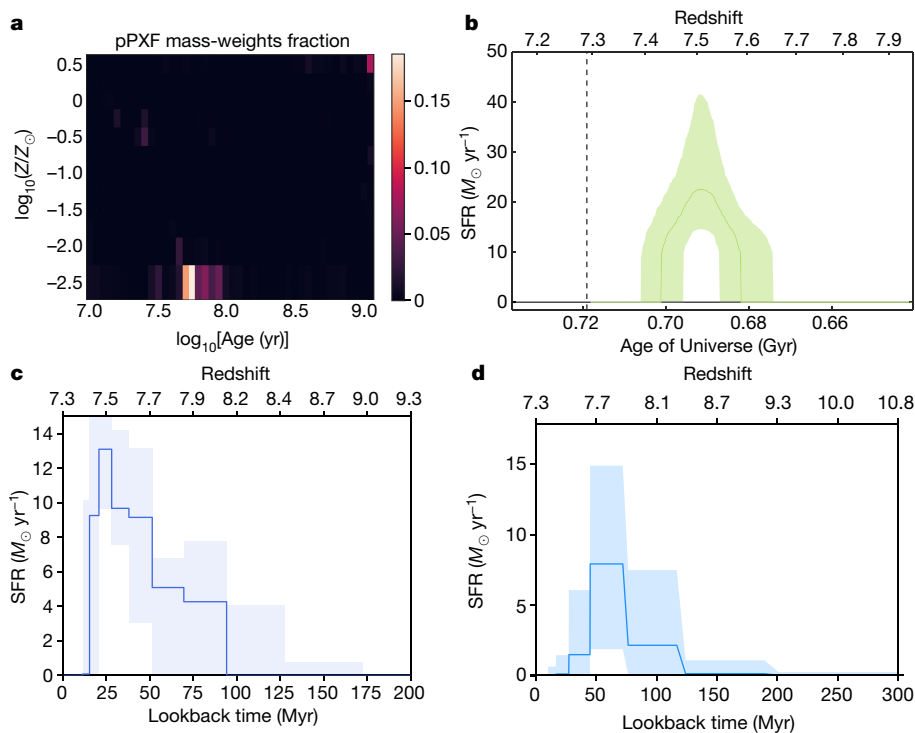 a
pPXF mass-weights fraction
0.5
0
−0.5
−1.0
−1.5
−2.0
−2.5
log₁₀(Z/Z☉)
7.0 7.5 8.0 8.5 9.0
log₁₀[Age (yr)]
0.15
0.10
0.05
0
b
Redshift
7.2 7.3 7.4 7.5 7.6 7.7 7.8 7.9
50
40
30
20
10
0
SFR (M☉ yr⁻¹)
0.72 0.70 0.68 0.66
Age of Universe (Gyr)
c
Redshift
7.3 7.5 7.7 7.9 8.2 8.4 8.7 9.0 9.3
14
12
10
8
6
4
2
0
SFR (M☉ yr⁻¹)
0 25 50 75 100 125 150 175 200
Lookback time (Myr)
d
Redshift
7.3 7.7 8.1 8.7 9.3 10.0 10.8
15
10
5
0
SFR (M☉ yr⁻¹)
0 50 100 150 200 250 300
Lookback time (Myr)